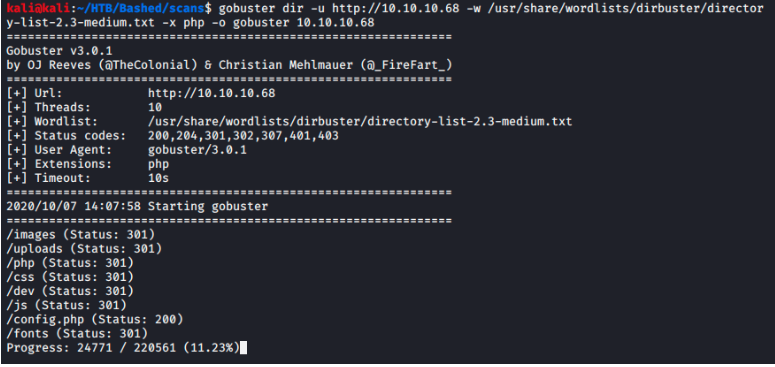 kali@kali:~/HTB/Bashed/scans$ gobuster dir -u http://10.10.10.68 -w /usr/share/wordlists/dirbuster/director
y-list-2.3-medium.txt -x php -o gobuster 10.10.10.68
===============================================================
Gobuster v3.0.1
by OJ Reeves (@TheColonial) & Christian Mehlmauer (@_FireFart_)
===============================================================
[+] Url:            http://10.10.10.68
[+] Threads:        10
[+] Wordlist:       /usr/share/wordlists/dirbuster/directory-list-2.3-medium.txt
[+] Status codes:   200,204,301,302,307,401,403
[+] User Agent:     gobuster/3.0.1
[+] Extensions:     php
[+] Timeout:        10s
===============================================================
2020/10/07 14:07:58 Starting gobuster
===============================================================
/images (Status: 301)
/uploads (Status: 301)
/php (Status: 301)
/css (Status: 301)
/dev (Status: 301)
/js (Status: 301)
/config.php (Status: 200)
/fonts (Status: 301)
Progress: 24771 / 220561 (11.23%)